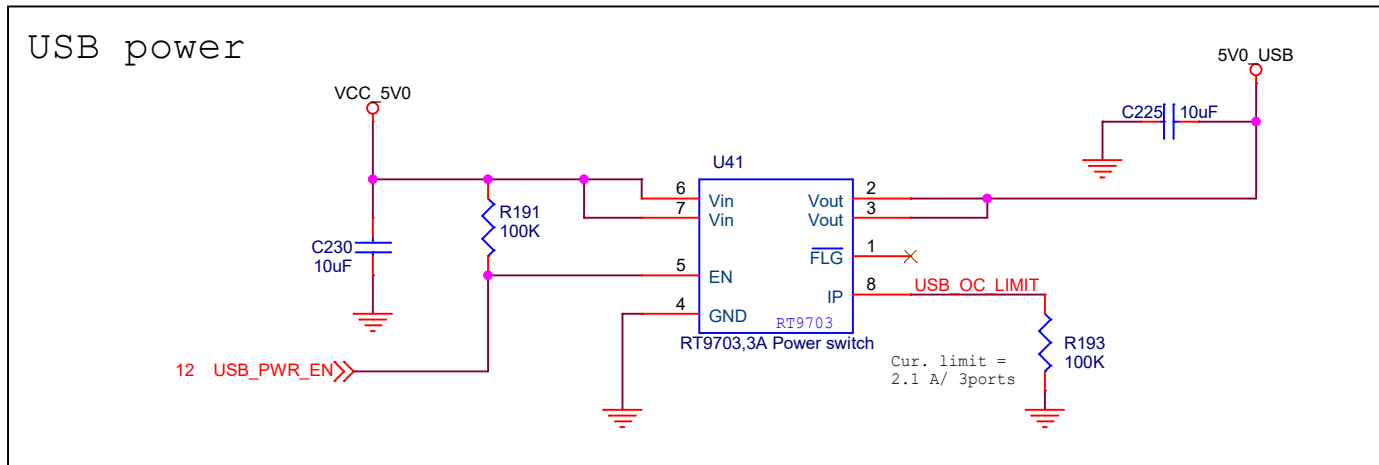 USB power
5V0_USB
VCC_5V0
C225 10uF
U41
6 Vin
7 Vin
Vout 2
Vout 3
R191
100K
C230
10uF
FLG 1
5 EN
IP 8 USB_OC_LIMIT
4 GND
RT9703
RT9703,3A Power switch
R193
100K
Cur. limit =
2.1 A/ 3ports
12 USB_PWR_EN